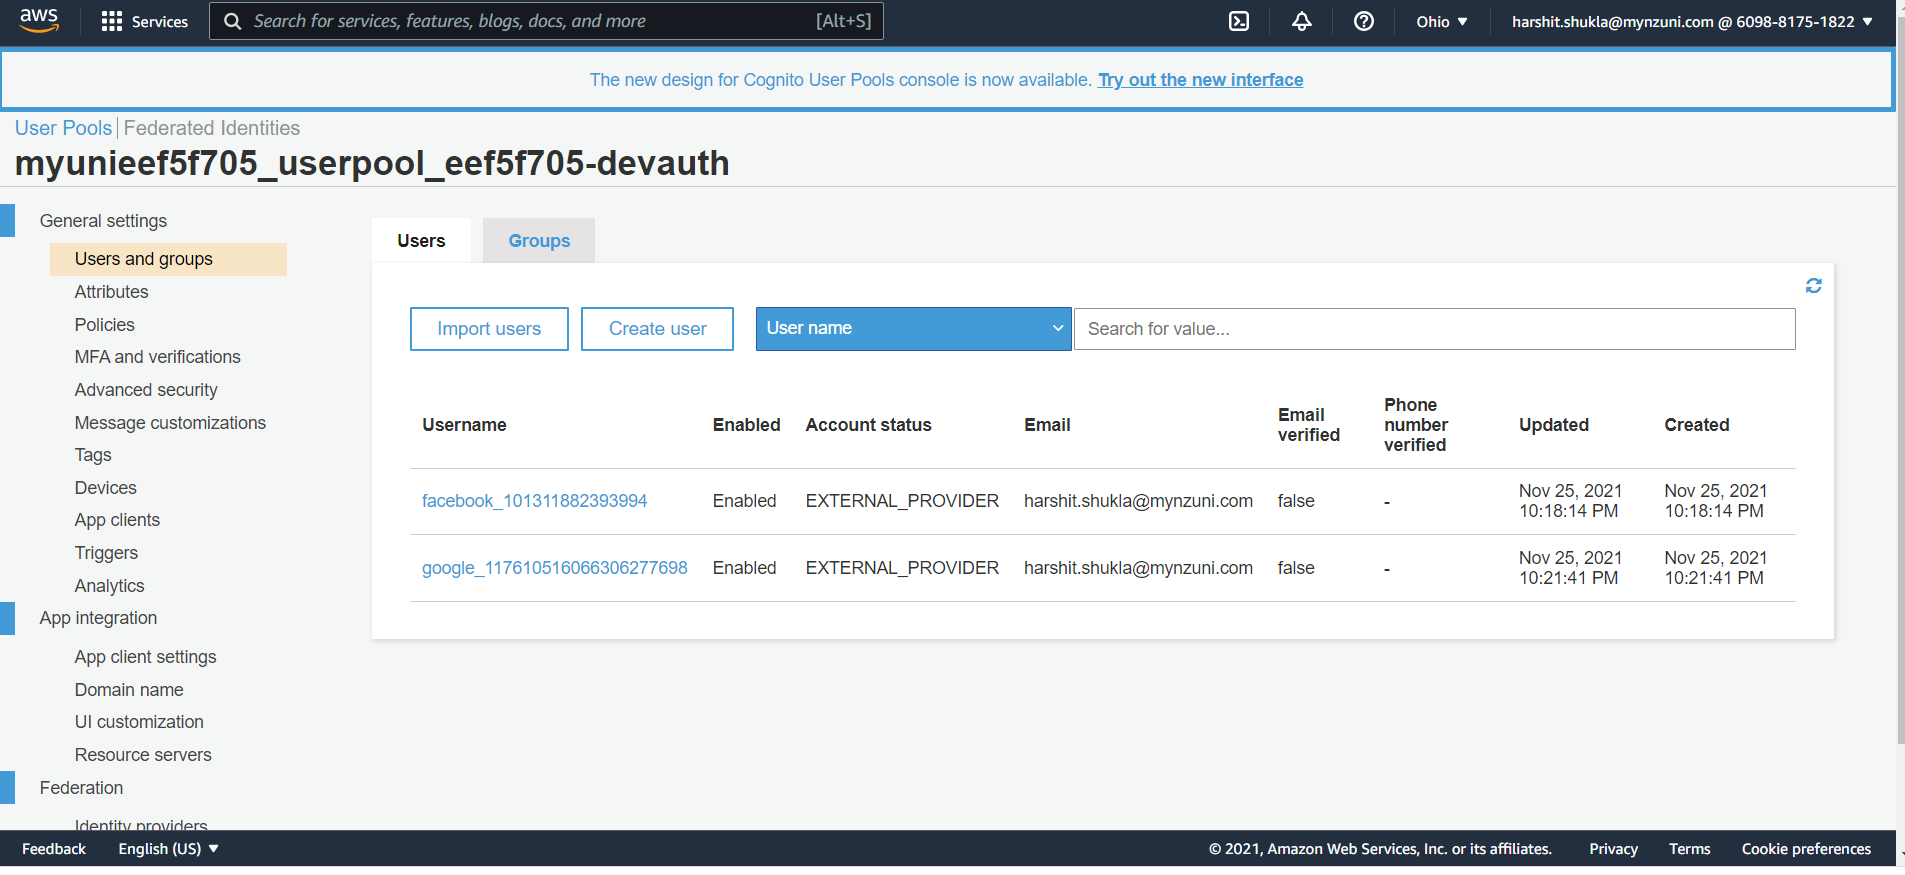 aws
Services
Search for services, features, blogs, docs, and more
[Alt+S]
Ohio ▼
harshit.shukla@mynzuni.com @ 6098-8175-1822 ▼
The new design for Cognito User Pools console is now available. Try out the new interface
User Pools | Federated Identities
myunieef5f705_userpool_eef5f705-devauth
General settings
Users and groups
Attributes
Policies
MFA and verifications
Advanced security
Message customizations
Tags
Devices
App clients
Triggers
Analytics
App integration
App client settings
Domain name
UI customization
Resource servers
Federation
Identity providers
Users
Groups
Import users
Create user
User name
Search for value...
Username
Enabled
Account status
Email
Email
verified
Phone
number
verified
Updated
Created
facebook_101311882393994
Enabled
EXTERNAL_PROVIDER
harshit.shukla@mynzuni.com
false
-
Nov 25, 2021
10:18:14 PM
Nov 25, 2021
10:18:14 PM
google_117610516066306277698
Enabled
EXTERNAL_PROVIDER
harshit.shukla@mynzuni.com
false
-
Nov 25, 2021
10:21:41 PM
Nov 25, 2021
10:21:41 PM
Feedback
English (US) ▼
© 2021, Amazon Web Services, Inc. or its affiliates.
Privacy
Terms
Cookie preferences